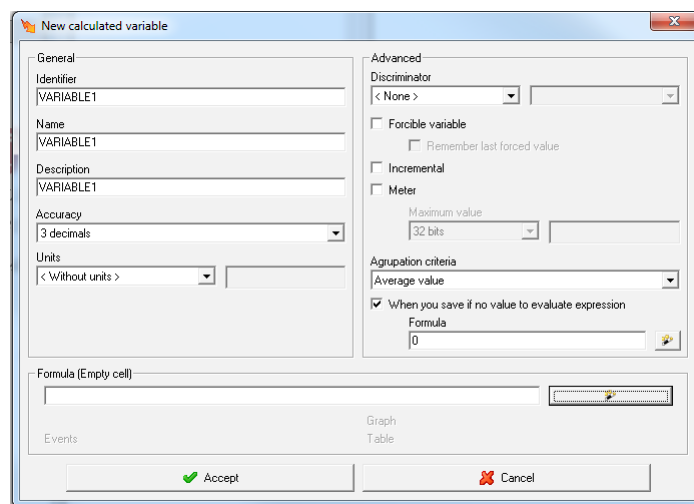 New calculated variable
General
Identifier
VARIABLE1
Name
VARIABLE1
Description
VARIABLE1
Accuracy
3 decimals
Units
< Without units >
Advanced
Discriminator
< None >
Forcible variable
Remember last forced value
Incremental
Meter
Maximum value
32 bits
Agrupation criteria
Average value
When you save if no value to evaluate expression
Formula
0
Formula (Empty cell)
Graph
Events Table
Accept Cancel